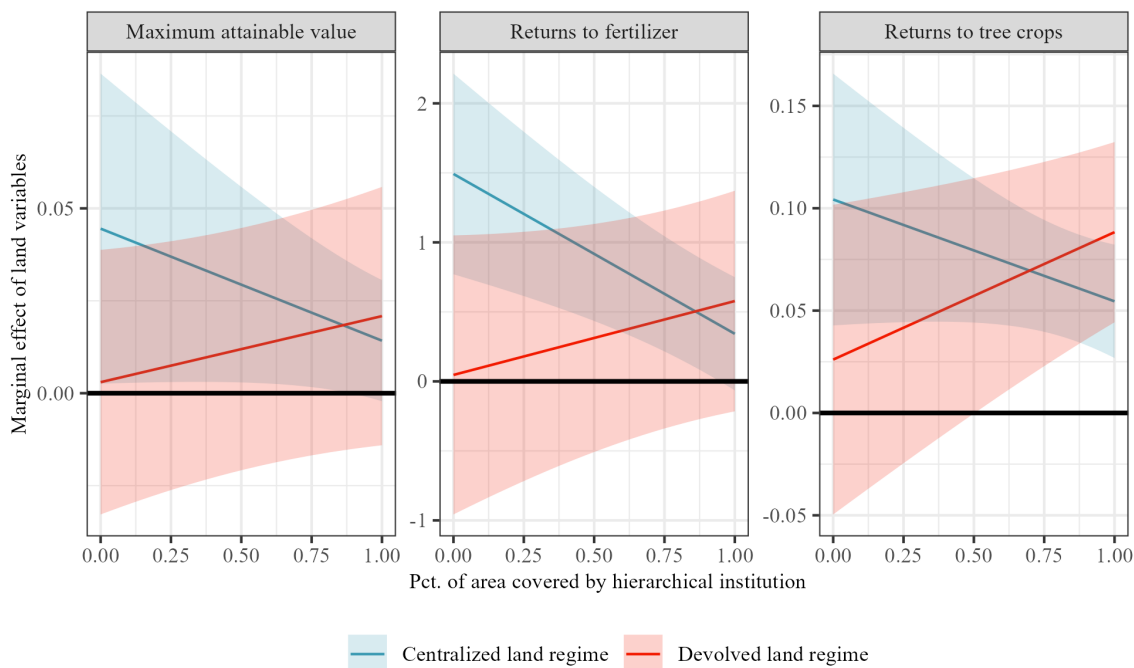 Maximum attainable value
Returns to fertilizer
Returns to tree crops
Marginal effect of land variables
0.05
0.00
2
1
0
-1
0.15
0.10
0.05
0.00
-0.05
0.00 0.25 0.50 0.75 1.00
0.00 0.25 0.50 0.75 1.00
0.00 0.25 0.50 0.75 1.00
Pct. of area covered by hierarchical institution
Centralized land regime
Devolved land regime